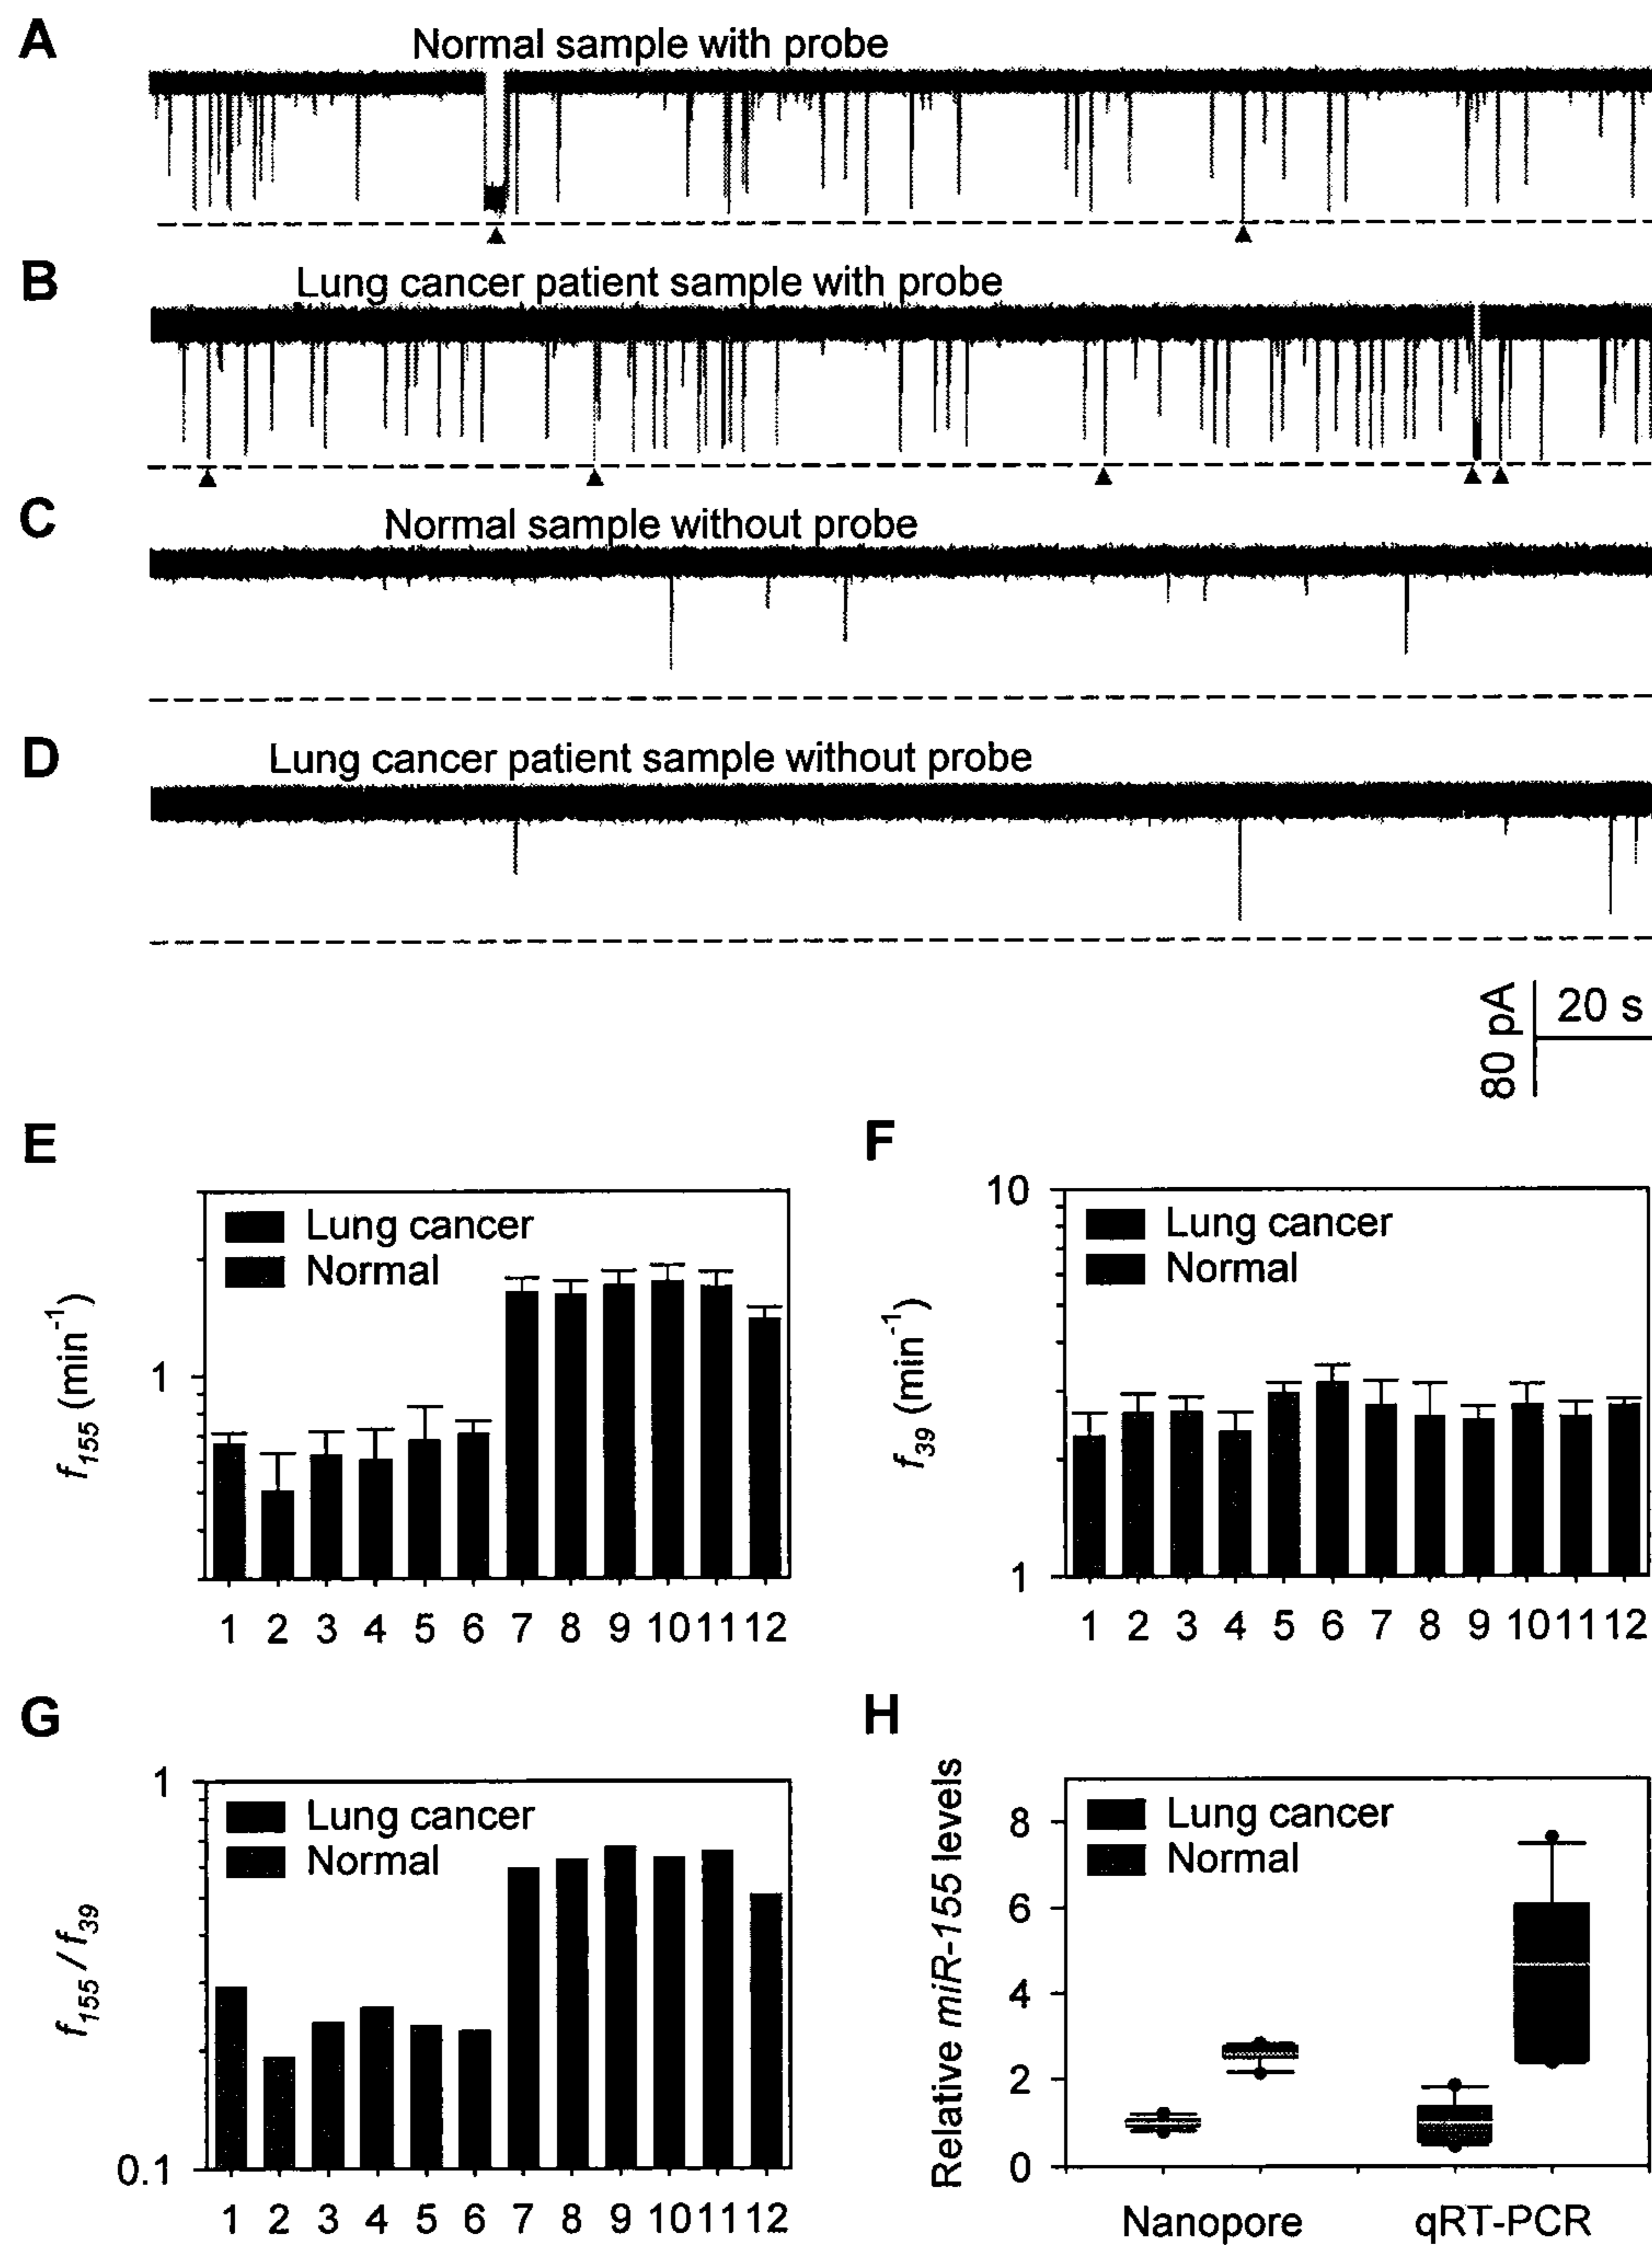 A
Normal sample with probe
B
Lung cancer patient sample with probe
C
Normal sample without probe
D
Lung cancer patient sample without probe
80 pA
20 s
E
f155 (min-1)
1
Lung cancer
Normal
1 2 3 4 5 6 7 8 9 10 11 12
F
f39 (min-1)
10
1
Lung cancer
Normal
1 2 3 4 5 6 7 8 9 10 11 12
G
f155 / f39
1
0.1
Lung cancer
Normal
1 2 3 4 5 6 7 8 9 10 11 12
H
Relative miR-155 levels
8
6
4
2
0
Lung cancer
Normal
Nanopore qRT-PCR